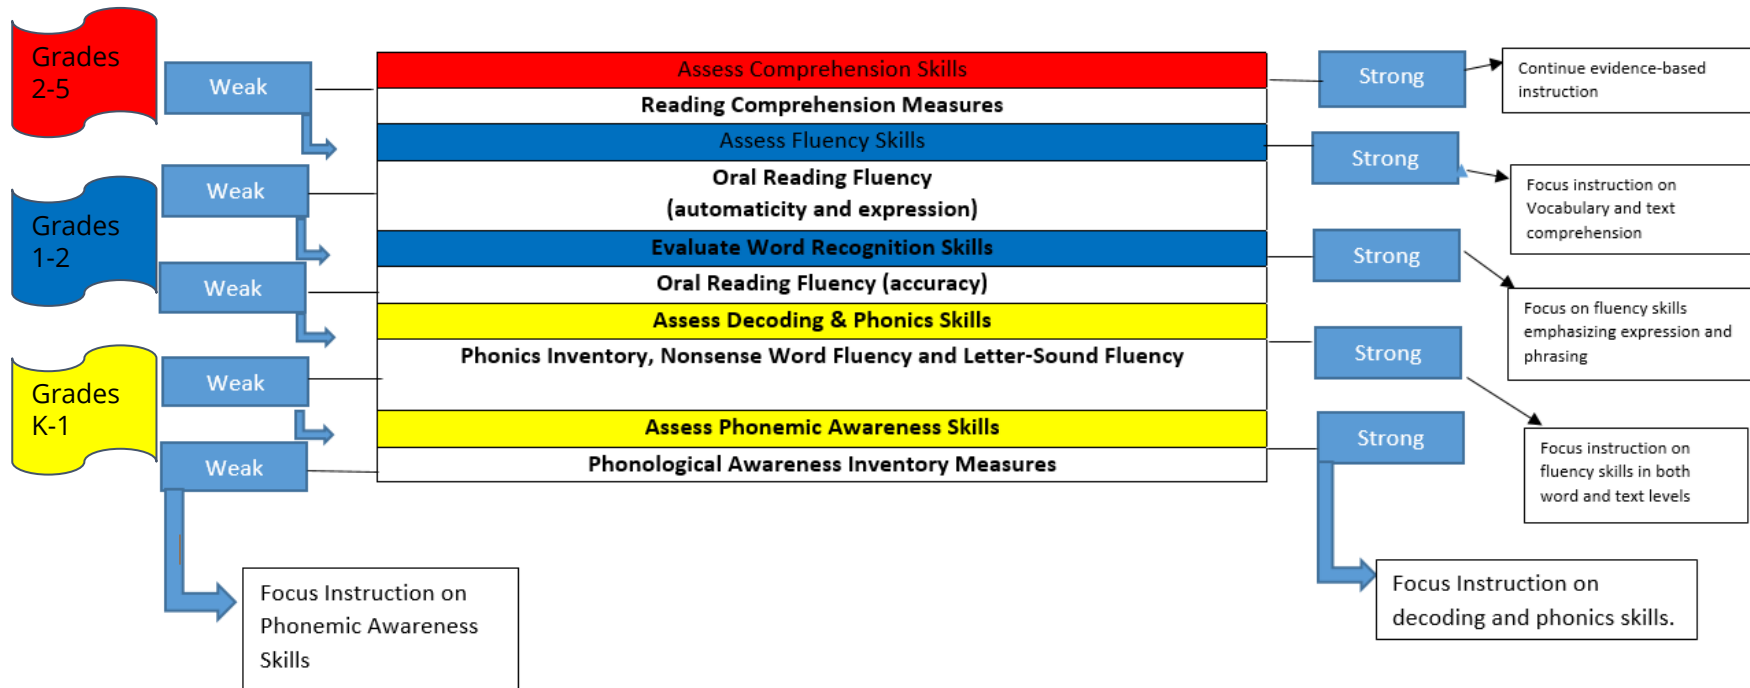 Grades
2-5
Weak
Assess Comprehension Skills
Strong
Continue evidence-based
instruction
Reading Comprehension Measures
Assess Fluency Skills
Strong
Weak
Oral Reading Fluency
(automaticity and expression)
Focus instruction on
Vocabulary and text
comprehension
Grades
1-2
Evaluate Word Recognition Skills
Strong
Weak
Oral Reading Fluency (accuracy)
Focus on fluency skills
emphasizing expression and
phrasing
Assess Decoding & Phonics Skills
Strong
Grades
K-1
Weak
Phonics Inventory, Nonsense Word Fluency and Letter-Sound Fluency
Focus instruction on
fluency skills in both
word and text levels
Assess Phonemic Awareness Skills
Strong
Weak
Phonological Awareness Inventory Measures
Focus Instruction on
Phonemic Awareness
Skills
Focus Instruction on
decoding and phonics skills.